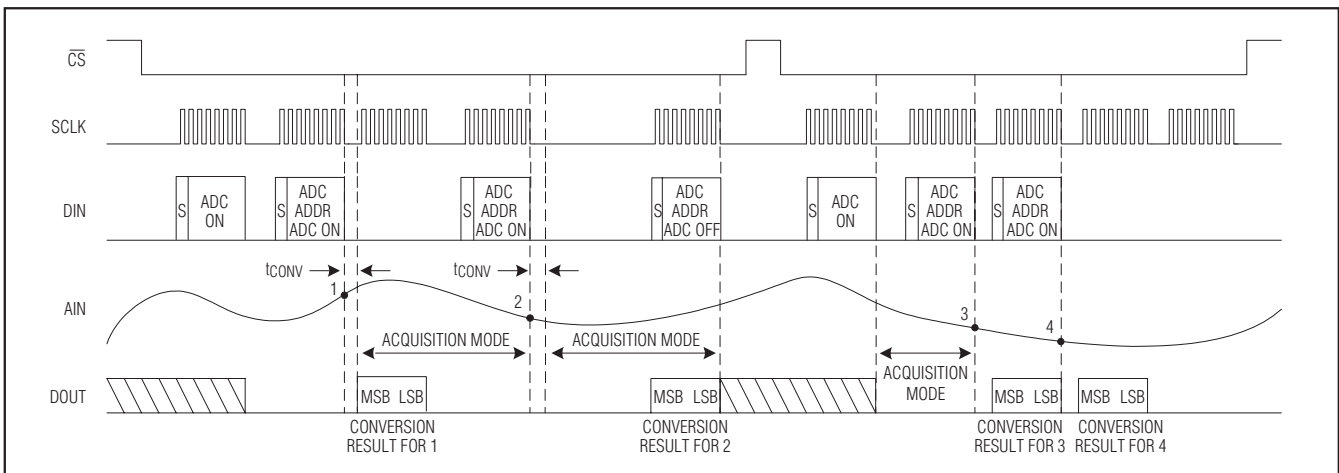 CS
SCLK
DIN
S
ADC
ON
S
ADC
ADDR
ADC ON
S
ADC
ADDR
ADC ON
S
ADC
ADDR
ADC OFF
S
ADC
ON
S
ADC
ADDR
ADC ON
S
ADC
ADDR
ADC ON
tCONV
tCONV
AIN
1
2
3
4
ACQUISITION MODE
ACQUISITION MODE
ACQUISITION
MODE
DOUT
MSB LSB
MSB LSB
MSB LSB
MSB LSB
CONVERSION
RESULT FOR 1
CONVERSION
RESULT FOR 2
CONVERSION
RESULT FOR 3
CONVERSION
RESULT FOR 4